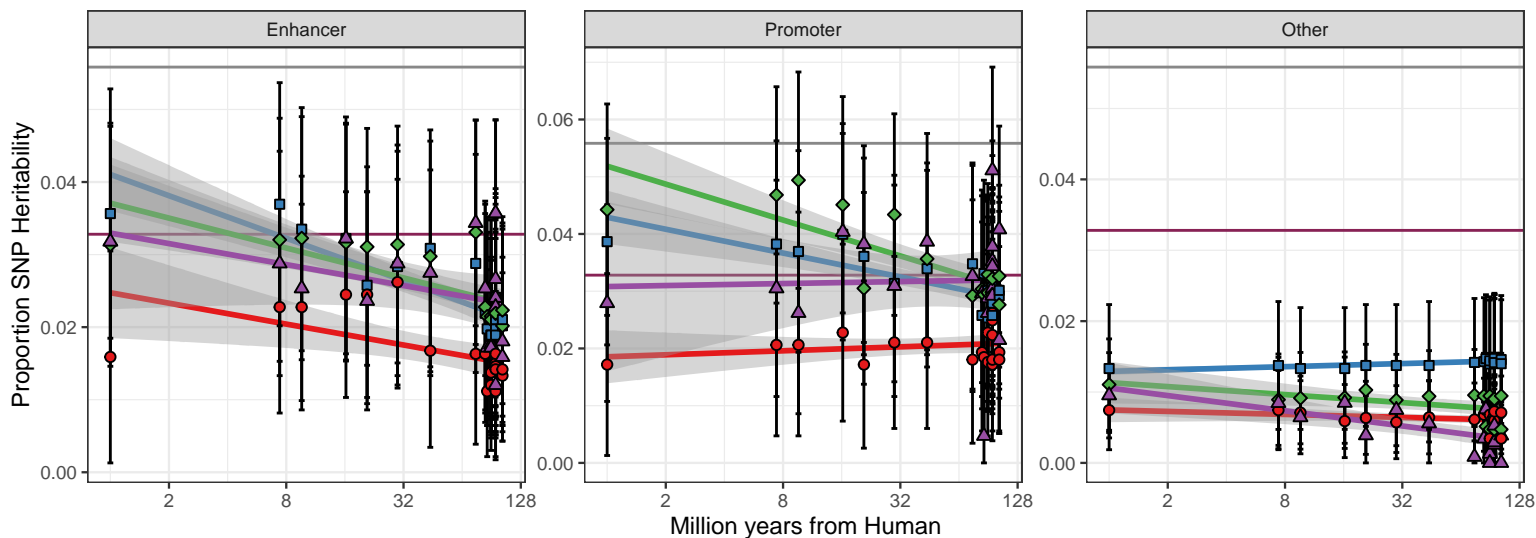 Enhancer
Promoter
Other
Proportion SNP Heritability
0.04
0.02
0.00
0.06
0.04
0.02
0.00
0.04
0.02
0.00
2 8 32 128
2 8 32 128
2 8 32 128
Million years from Human